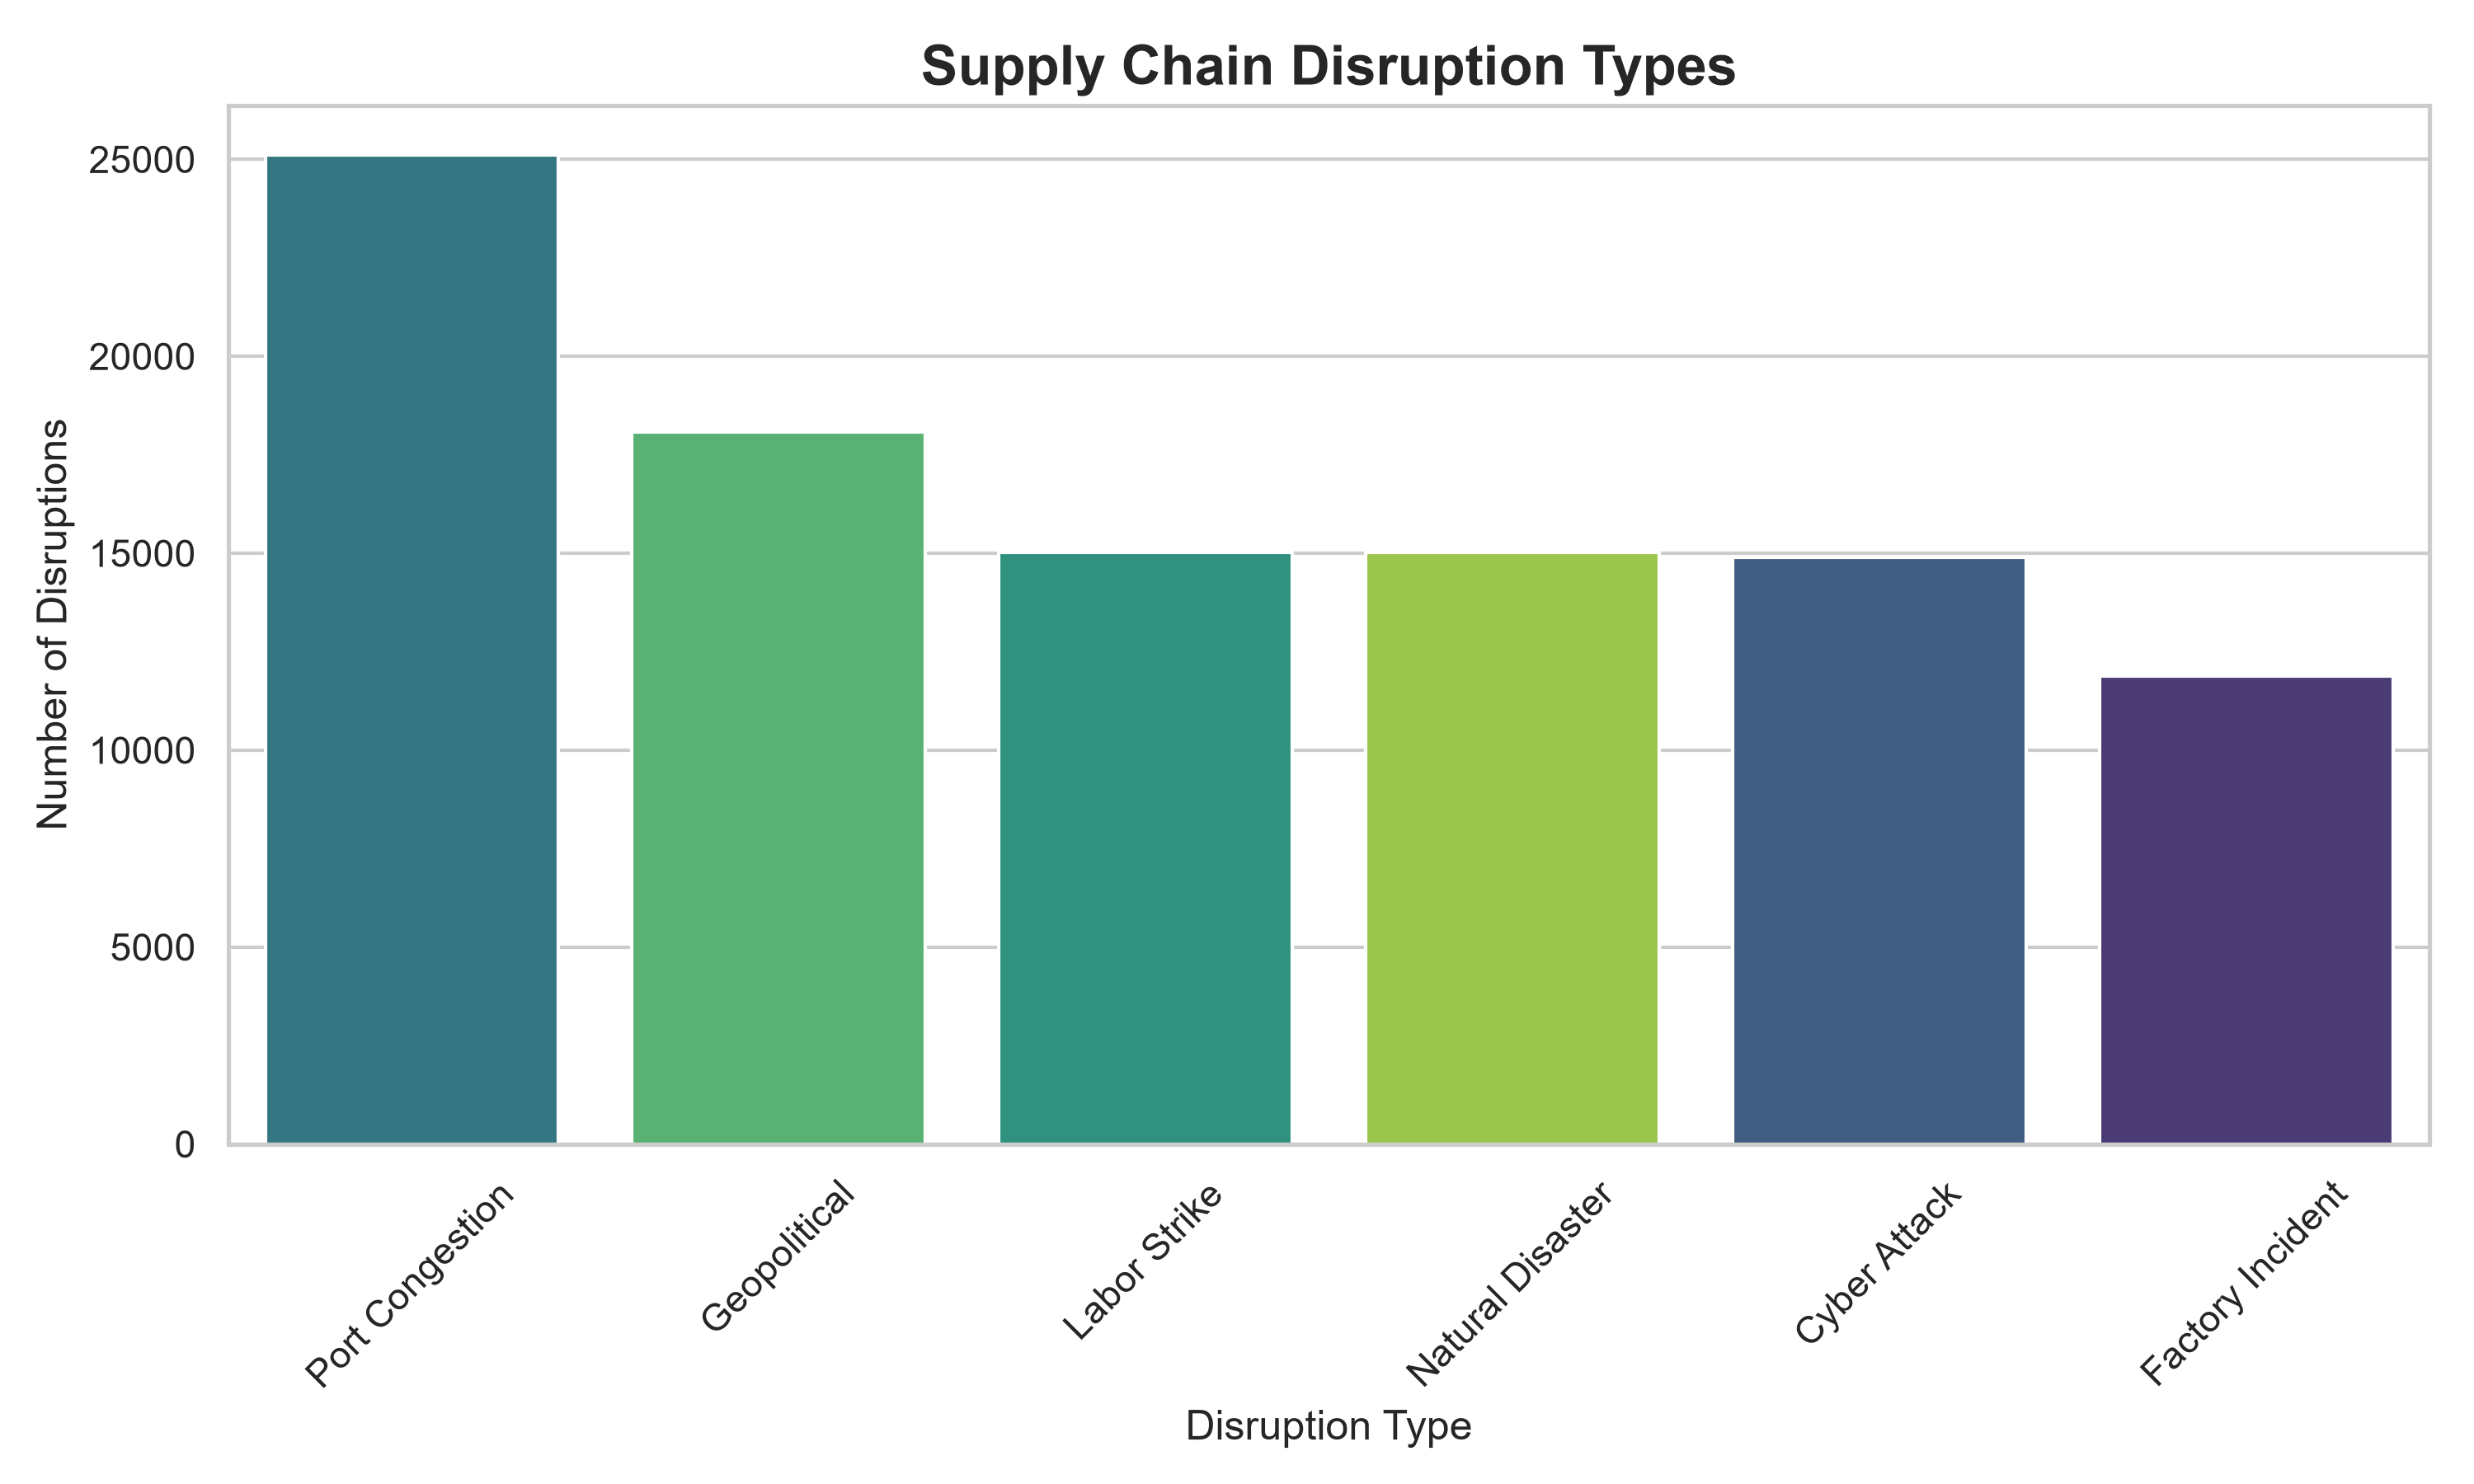 Supply Chain Disruption Types
Number of Disruptions
25000
20000
15000
10000
5000
0
Port Congestion
Geopolitical
Labor Strike
Natural Disaster
Cyber Attack
Factory Incident
Disruption Type